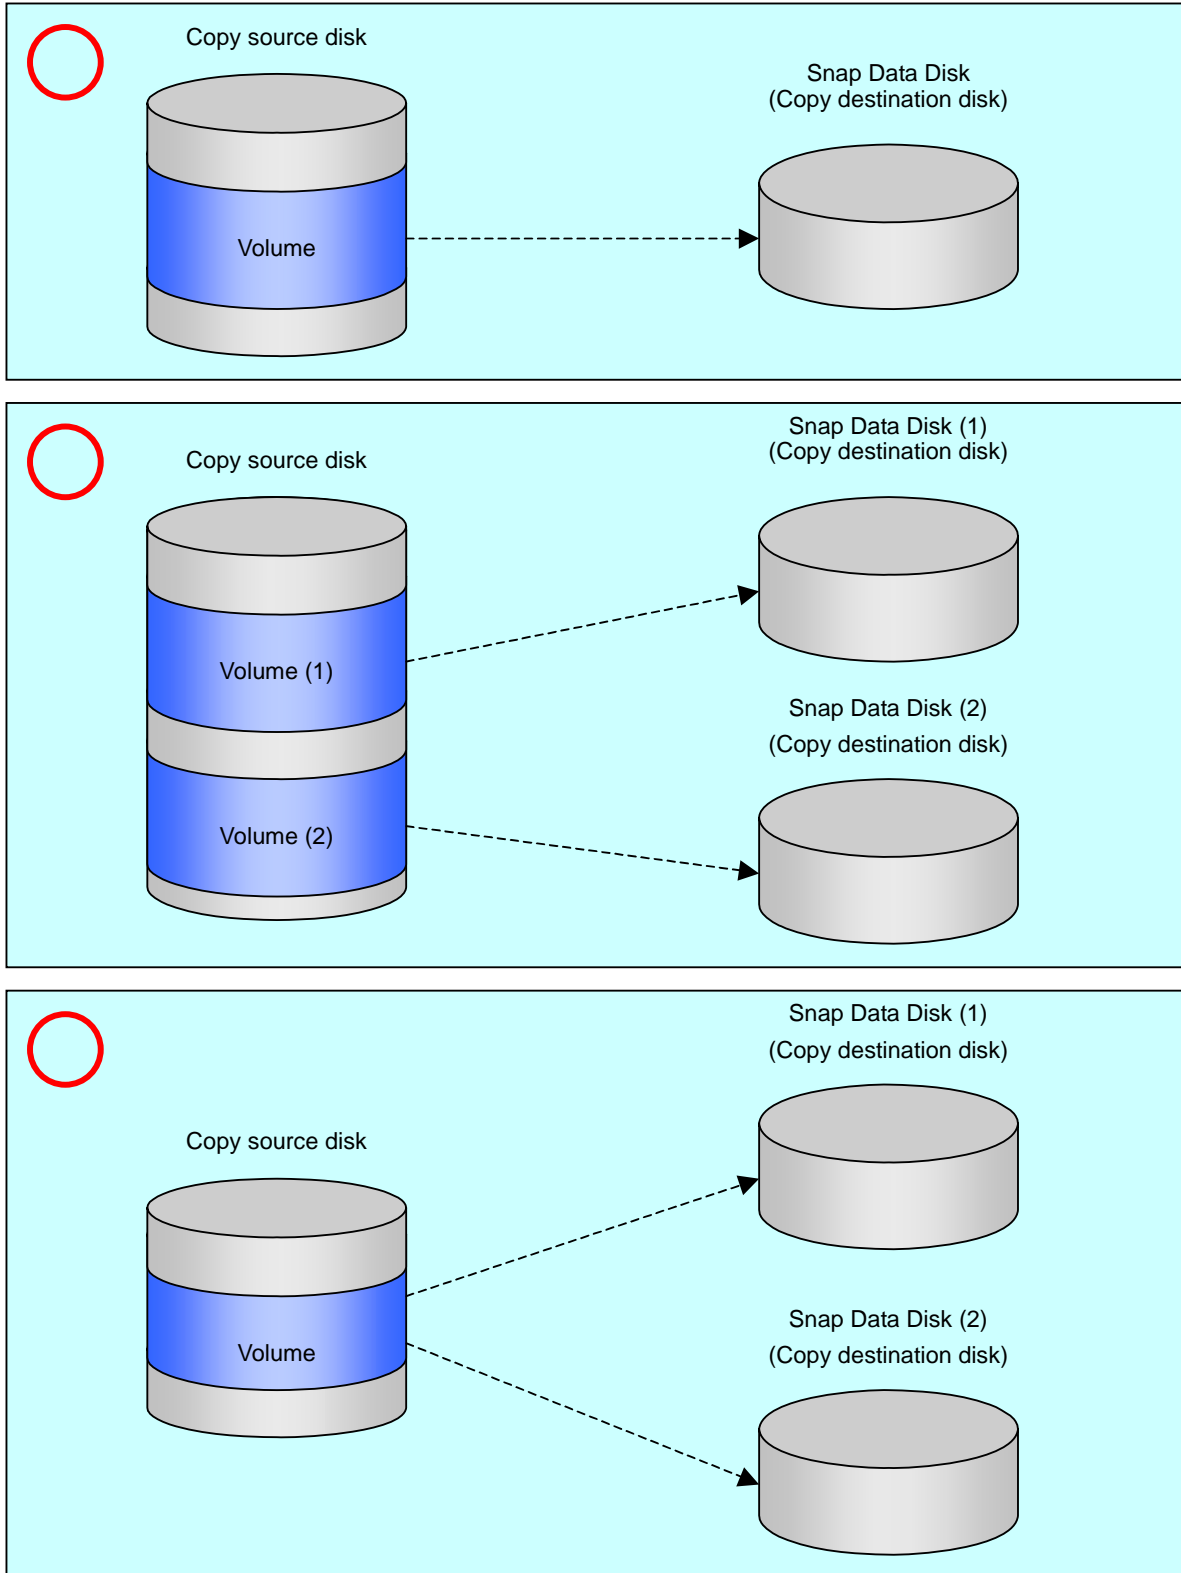 Copy source disk
Snap Data Disk
(Copy destination disk)
Volume
Snap Data Disk (1)
(Copy destination disk)
Copy source disk
Volume (1)
Snap Data Disk (2)
(Copy destination disk)
Volume (2)
Snap Data Disk (1)
(Copy destination disk)
Copy source disk
Snap Data Disk (2)
(Copy destination disk)
Volume